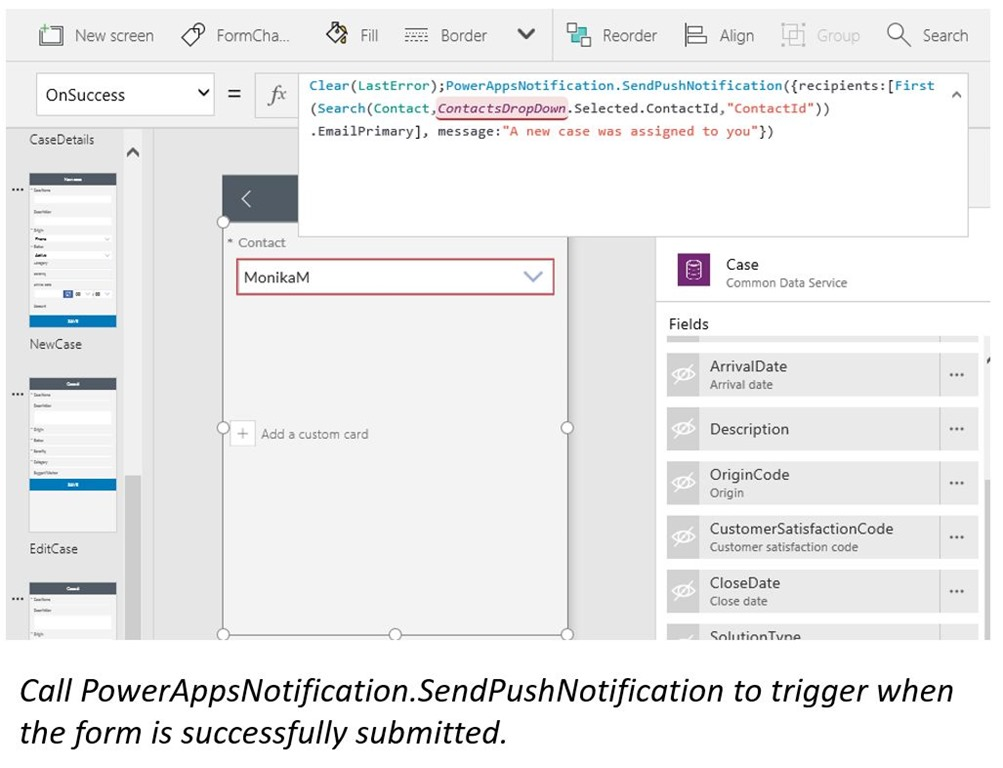 New screen FormCha... Fill Border Reorder Align Group Search
OnSuccess = fx
Clear(LastError);PowerAppsNotification.SendPushNotification({recipients:[First
(Search(Contact,ContactsDropDown.Selected.ContactId,"ContactId"))
.EmailPrimary], message:"A new case was assigned to you"})
CaseDetails
NewCase
EditCase
* Contact
MonikaM
Add a custom card
Case
Common Data Service
Fields
ArrivalDate
Arrival date
Description
OriginCode
Origin
CustomerSatisfactionCode
Customer satisfaction code
CloseDate
Close date
SolutionType
Call PowerAppsNotification.SendPushNotification to trigger when
the form is successfully submitted.